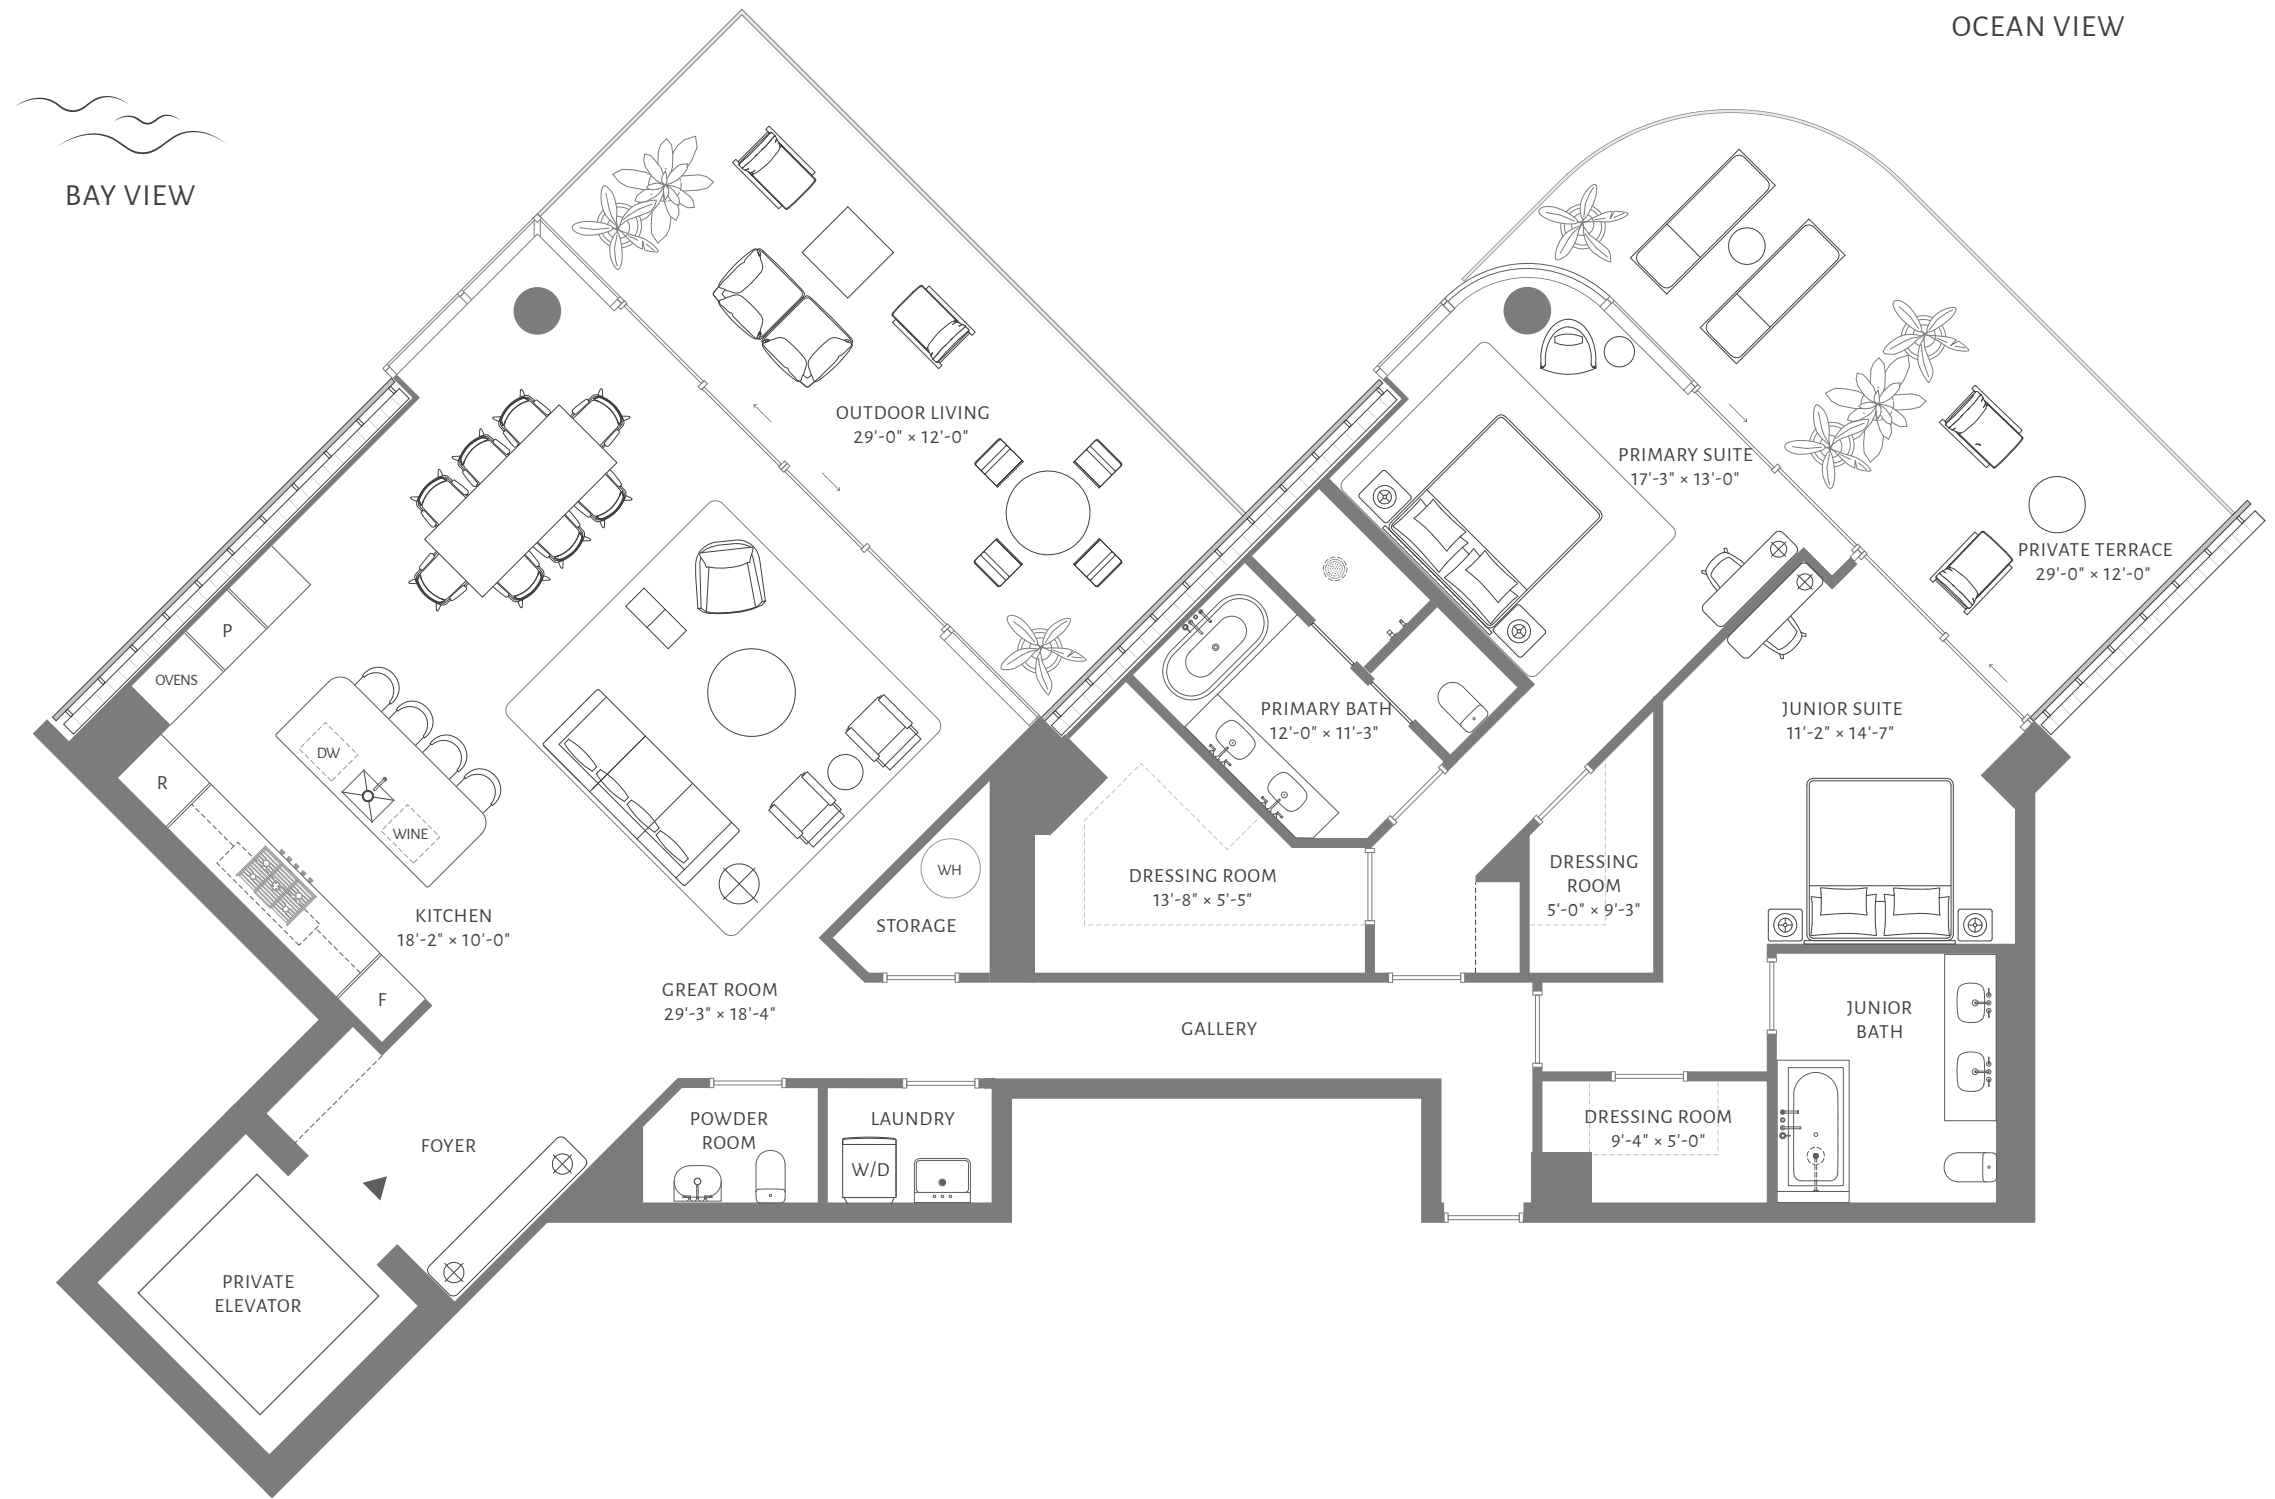 OCEAN VIEW
BAY VIEW
OUTDOOR LIVING
29'-0" × 12'-0"
PRIMARY SUITE
17'-3" × 13'-0"
PRIVATE TERRACE
29'-0" × 12'-0"
P
OVENS
DW
R
WINE
PRIMARY BATH
12'-0" × 11'-3"
JUNIOR SUITE
11'-2" × 14'-7"
KITCHEN
18'-2" × 10'-0"
F
WH
STORAGE
DRESSING ROOM
13'-8" × 5'-5"
DRESSING
ROOM
5'-0" × 9'-3"
GREAT ROOM
29'-3" × 18'-4"
GALLERY
JUNIOR
BATH
FOYER
POWDER
ROOM
LAUNDRY
W/D
DRESSING ROOM
9'-4" × 5'-0"
PRIVATE
ELEVATOR